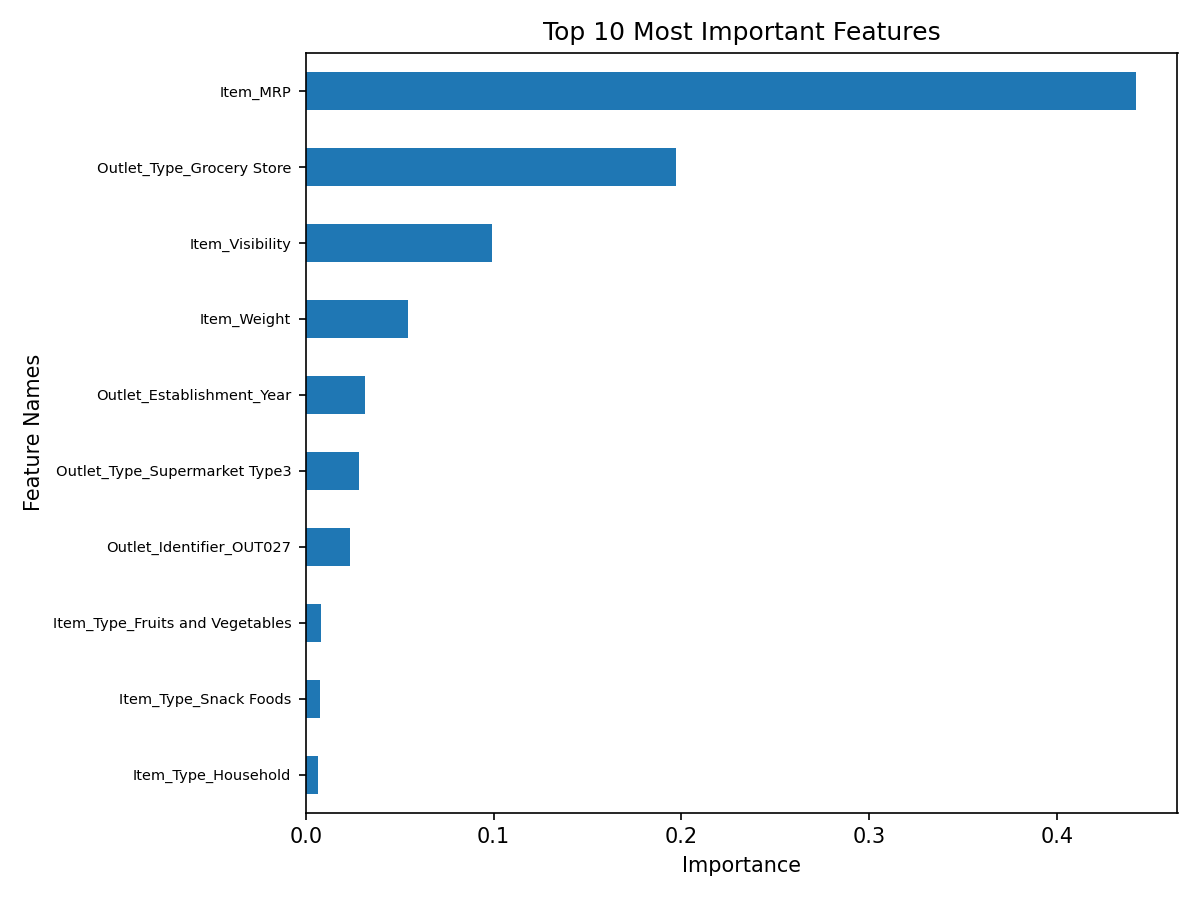 Top 10 Most Important Features
Item_MRP
Outlet_Type_Grocery Store
Item_Visibility
Item_Weight
Outlet_Establishment_Year
Outlet_Type_Supermarket Type3
Outlet_Identifier_OUT027
Item_Type_Fruits and Vegetables
Item_Type_Snack Foods
Item_Type_Household
Feature Names
0.0 0.1 0.2 0.3 0.4
Importance